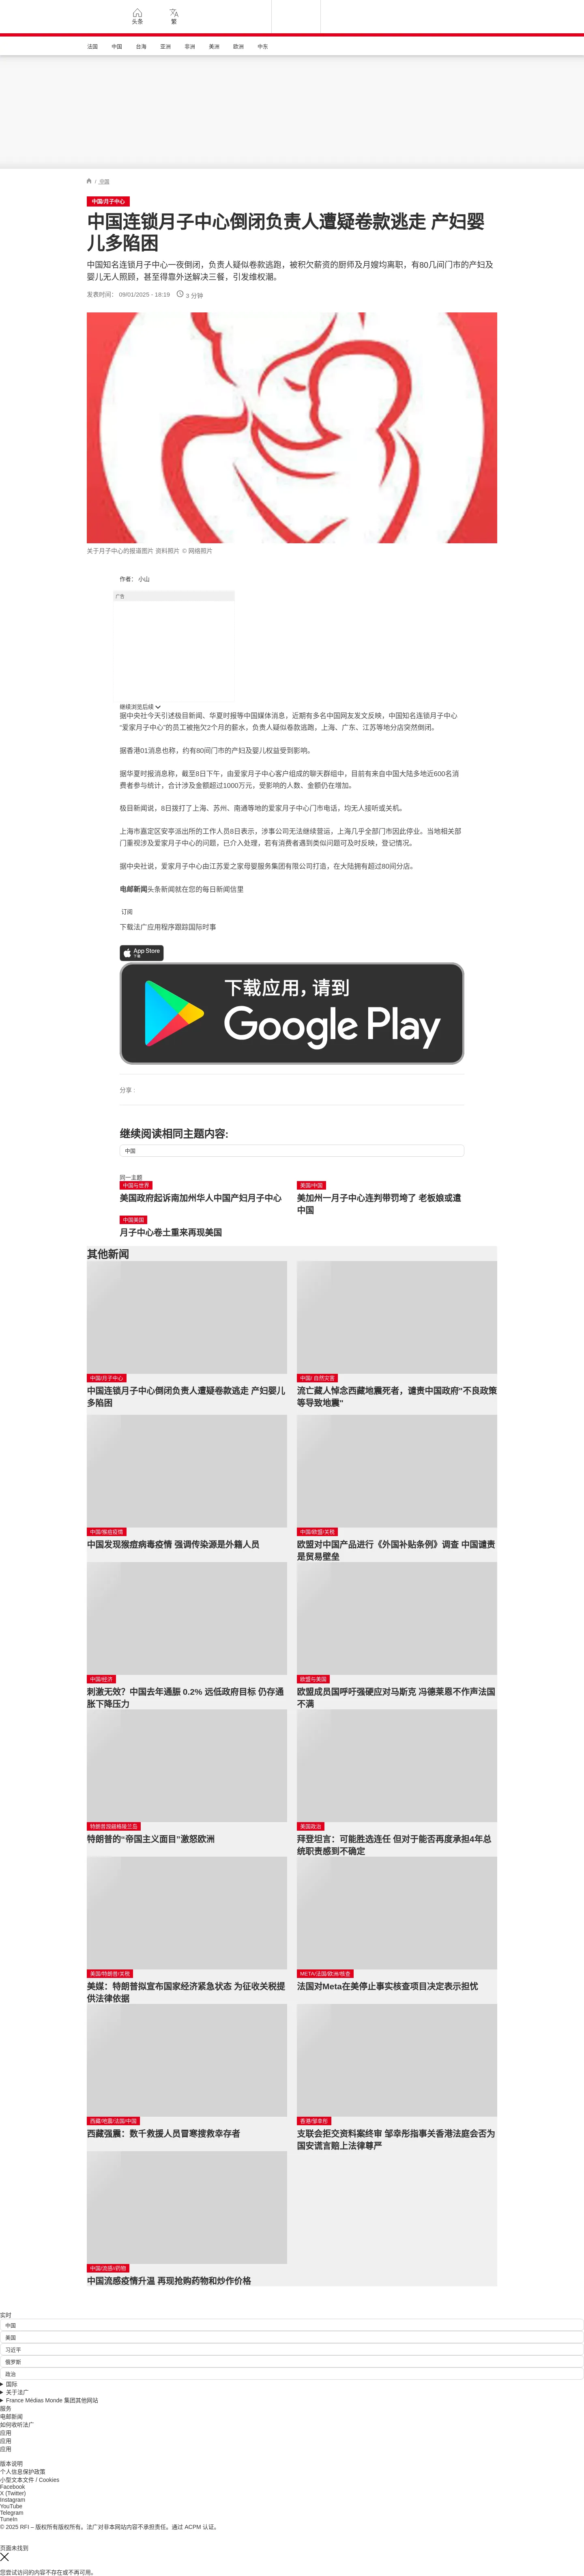 头条
繁
法国
中国
台海
亚洲
非洲
美洲
欧洲
中东
/ 中国
中国/月子中心
中国连锁月子中心倒闭负责人遭疑卷款逃走 产妇婴
儿多陷困
中国知名连锁月子中心一夜倒闭，负责人疑似卷款逃跑，被积欠薪资的厨师及月嫂均离职，有80几间门市的产妇及
婴儿无人照顾，甚至得靠外送解决三餐，引发维权潮。
发表时间： 09/01/2025 - 18:19
3 分钟
关于月子中心的报道图片 资料照片 © 网络照片
作者： 小山
广告
继续浏览后续
据中央社今天引述极目新闻、华夏时报等中国媒体消息，近期有多名中国网友发文反映，中国知名连锁月子中心
“爱家月子中心”的员工被拖欠2个月的薪水，负责人疑似卷款逃跑，上海、广东、江苏等地分店突然倒闭。
据香港01消息也称，约有80间门市的产妇及婴儿权益受到影响。
据华夏时报消息称，截至8日下午，由爱家月子中心客户组成的聊天群组中，目前有来自中国大陆多地近600名消
费者参与统计，合计涉及金额超过1000万元，受影响的人数、金额仍在增加。
极目新闻说，8日拨打了上海、苏州、南通等地的爱家月子中心门市电话，均无人接听或关机。
上海市嘉定区安亭派出所的工作人员8日表示，涉事公司无法继续营运，上海几乎全部门市因此停业。当地相关部
门重视涉及爱家月子中心的问题，已介入处理，若有消费者遇到类似问题可及时反映，登记情况。
据中央社说，爱家月子中心由江苏爱之家母婴服务集团有限公司打造，在大陆拥有超过80间分店。
电邮新闻头条新闻就在您的每日新闻信里
订阅
下载法广应用程序跟踪国际时事
App Store
下载
下载应用，请到
Google Play
分享 :
继续阅读相同主题内容:
中国
同一主题
中国与世界
美国政府起诉南加州华人中国产妇月子中心
美国/中国
美加州一月子中心连判带罚垮了 老板娘或遣
中国
中国美国
月子中心卷土重来再现美国
其他新闻
中国/月子中心
中国连锁月子中心倒闭负责人遭疑卷款逃走 产妇婴儿
多陷困
中国/ 自然灾害
流亡藏人悼念西藏地震死者，谴责中国政府"不良政策
等导致地震"
中国/猴痘疫情
中国发现猴痘病毒疫情 强调传染源是外籍人员
中国/欧盟/关税
欧盟对中国产品进行《外国补贴条例》调查 中国谴责
是贸易壁垒
中国/经济
刺激无效？中国去年通脤 0.2% 远低政府目标 仍存通
胀下降压力
欧盟与美国
欧盟成员国呼吁强硬应对马斯克 冯德莱恩不作声法国
不满
特朗普觊觎格陵兰岛
特朗普的“帝国主义面目”激怒欧洲
美国政治
拜登坦言：可能胜选连任 但对于能否再度承担4年总
统职责感到不确定
美国/特朗普/关税
美媒：特朗普拟宣布国家经济紧急状态 为征收关税提
供法律依据
META/法国/欧洲/核查
法国对Meta在美停止事实核查项目决定表示担忧
西藏/地震/法国/中国
西藏强震：数千救援人员冒寒搜救幸存者
香港/邹幸彤
支联会拒交资料案终审 邹幸彤指事关香港法庭会否为
国安谎言赔上法律尊严
中国/流感/药物
中国流感疫情升温 再现抢购药物和炒作价格
实时
中国
美国
习近平
俄罗斯
政治
国际
关于法广
France Médias Monde 集团其他网站
服务
电邮新闻
如何收听法广
应用
应用
应用
版本说明
个人信息保护政策
小型文本文件 / Cookies
Facebook
X (Twitter)
Instagram
YouTube
Telegram
TuneIn
© 2025 RFI – 版权所有版权所有。法广对非本网站内容不承担责任。通过 ACPM 认证。
页面未找到
您尝试访问的内容不存在或不再可用。